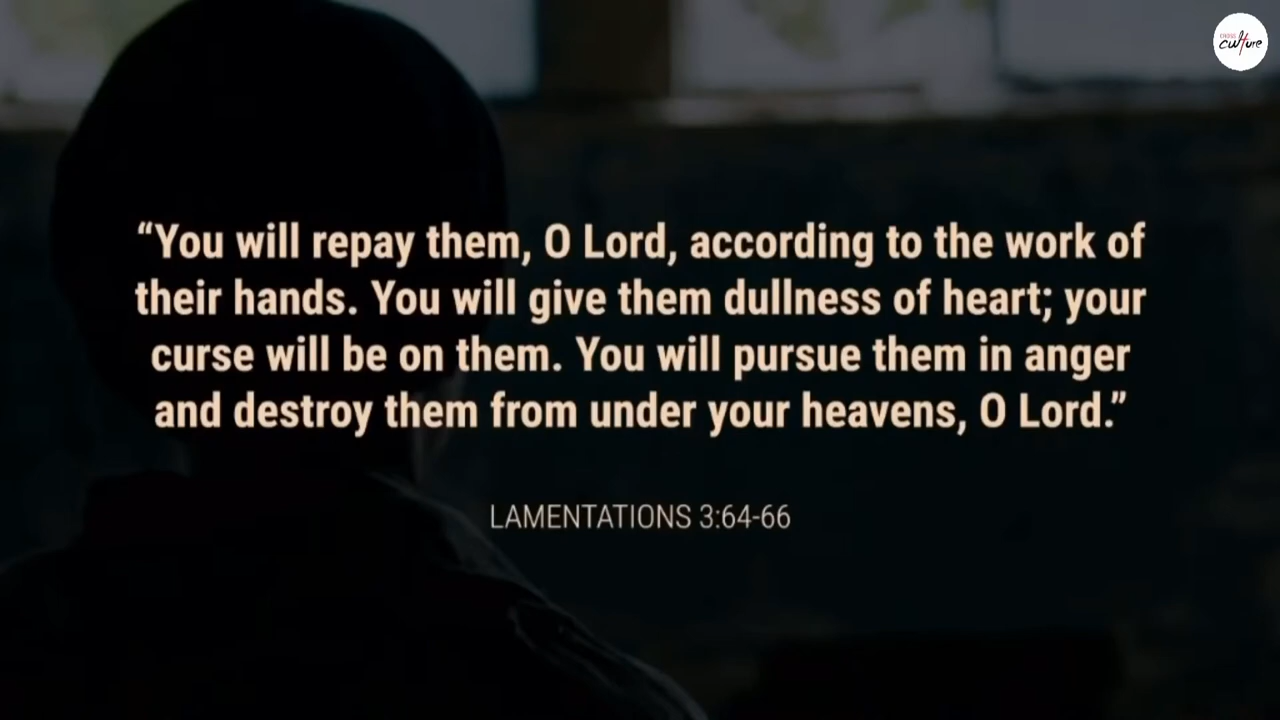 CROSS
culture
“You will repay them, O Lord, according to the work of
their hands. You will give them dullness of heart; your
curse will be on them. You will pursue them in anger
and destroy them from under your heavens, O Lord.”
LAMENTATIONS 3:64-66